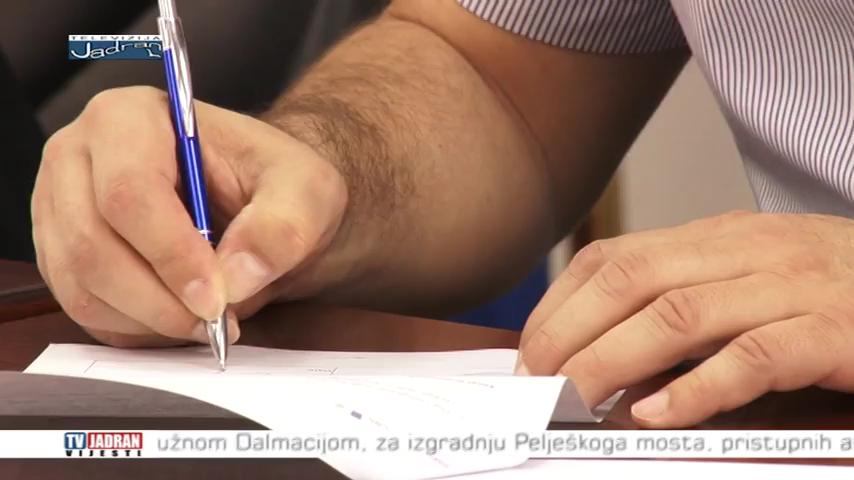 TELEVIZIJA
Jadran
TV JADRAN
VIJESTI
užnom Dalmacijom, za izgradnju Pelješkoga mosta, pristupnih a